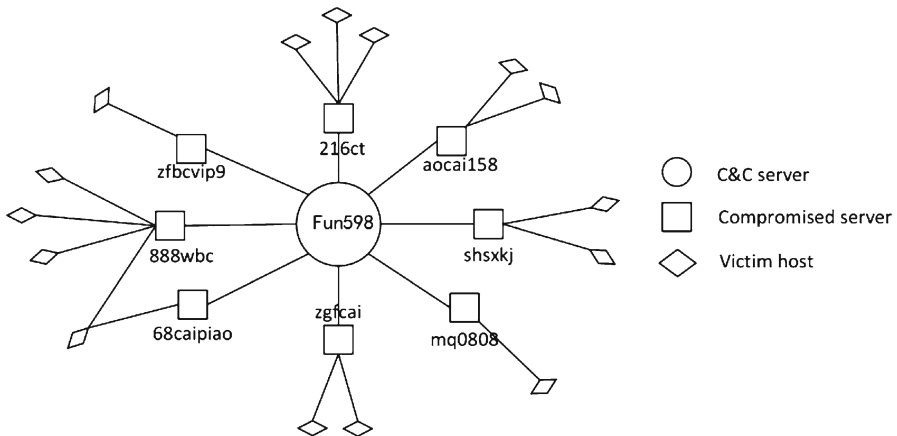 216ct
aocai158
zfbcvip9
C&C server
Compromised server
Fun598
888wbc
shsxkj
Victim host
zgfcai
68caipiao
mq0808